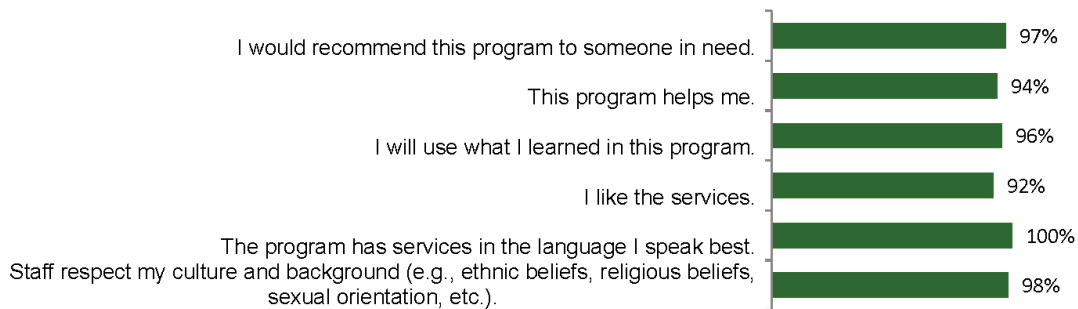 I would recommend this program to someone in need.
97%
This program helps me.
94%
I will use what I learned in this program.
96%
I like the services.
92%
The program has services in the language I speak best.
100%
Staff respect my culture and background (e.g., ethnic beliefs, religious beliefs,
sexual orientation, etc.).
98%